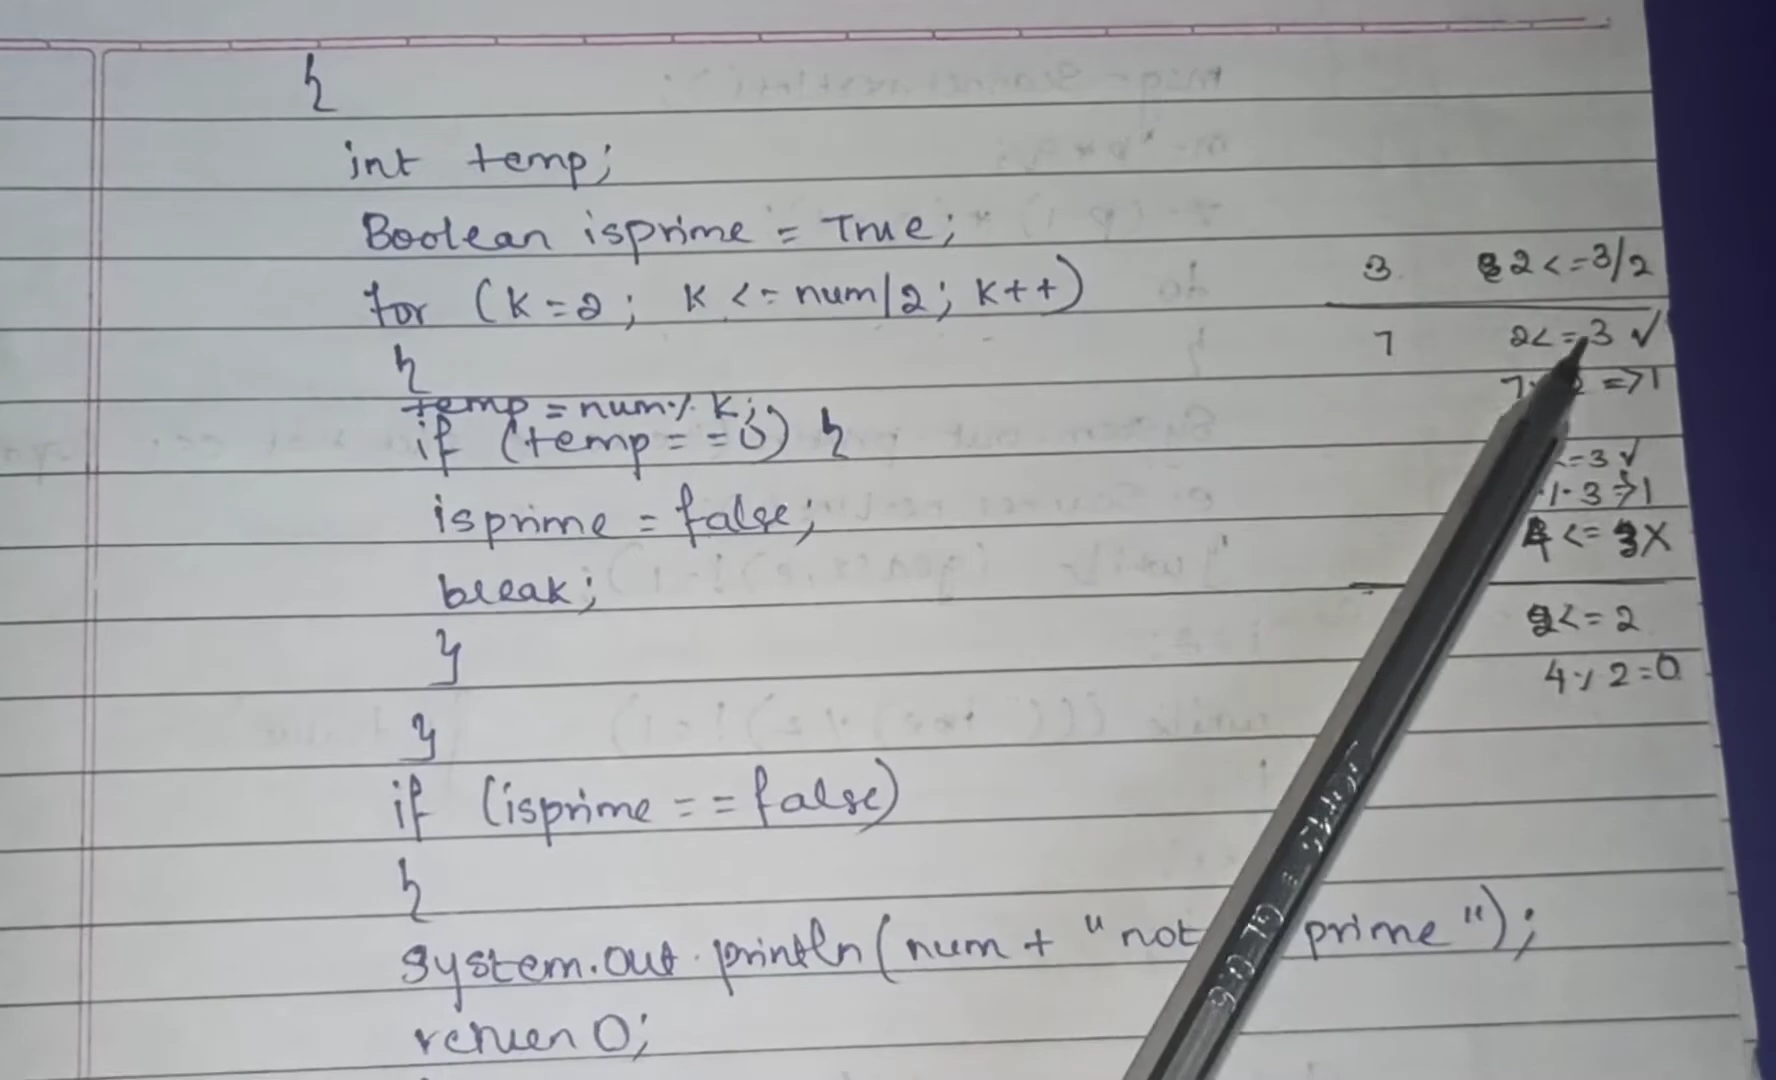 {
int temp;
Boolean isprime = True;
for (k=2; k <= num/2; k++)
{
temp = num % k;
if (temp == 0) {
isprime = false;
break;
}
}
if (isprime == false)
{
System.out.println(num + "not prime");
return 0;
3 2<=3/2
7 2<=3 ✓
=>1
<=3 ✓
% 3 =>1
4 <= 3 X
2<= 2
4 % 2=0